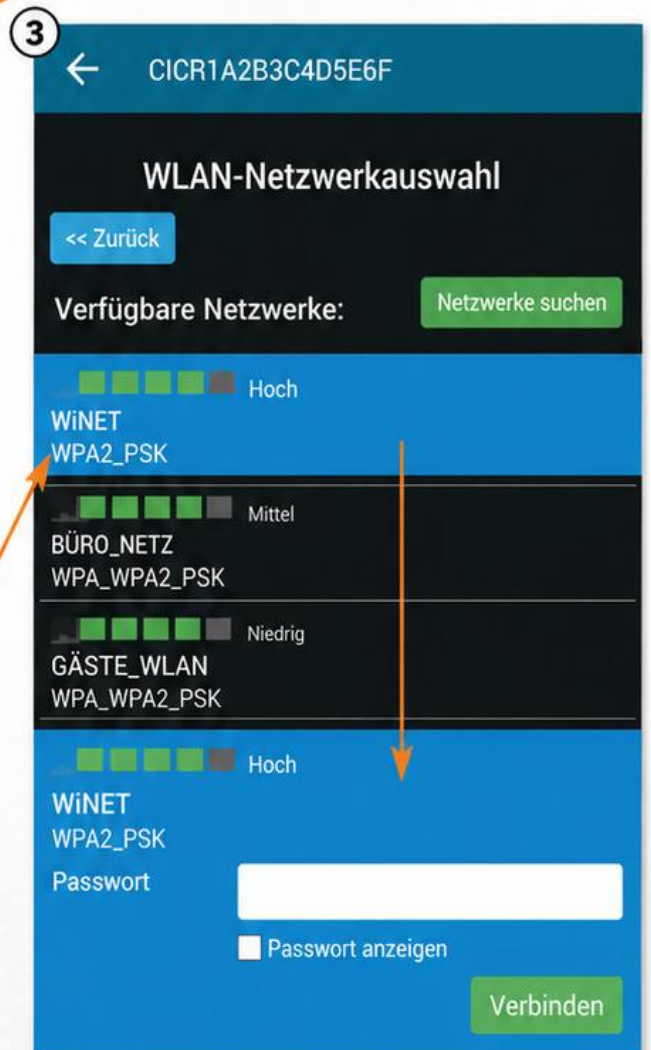 3
CICR1A2B3C4D5E6F
WLAN-Netzwerkauswahl
<< Zurück
Verfügbare Netzwerke:
Netzwerke suchen
Hoch
WiNET
WPA2_PSK
Mittel
BÜRO_NETZ
WPA_WPA2_PSK
Niedrig
GÄSTE_WLAN
WPA_WPA2_PSK
Hoch
WiNET
WPA2_PSK
Passwort
Passwort anzeigen
Verbinden